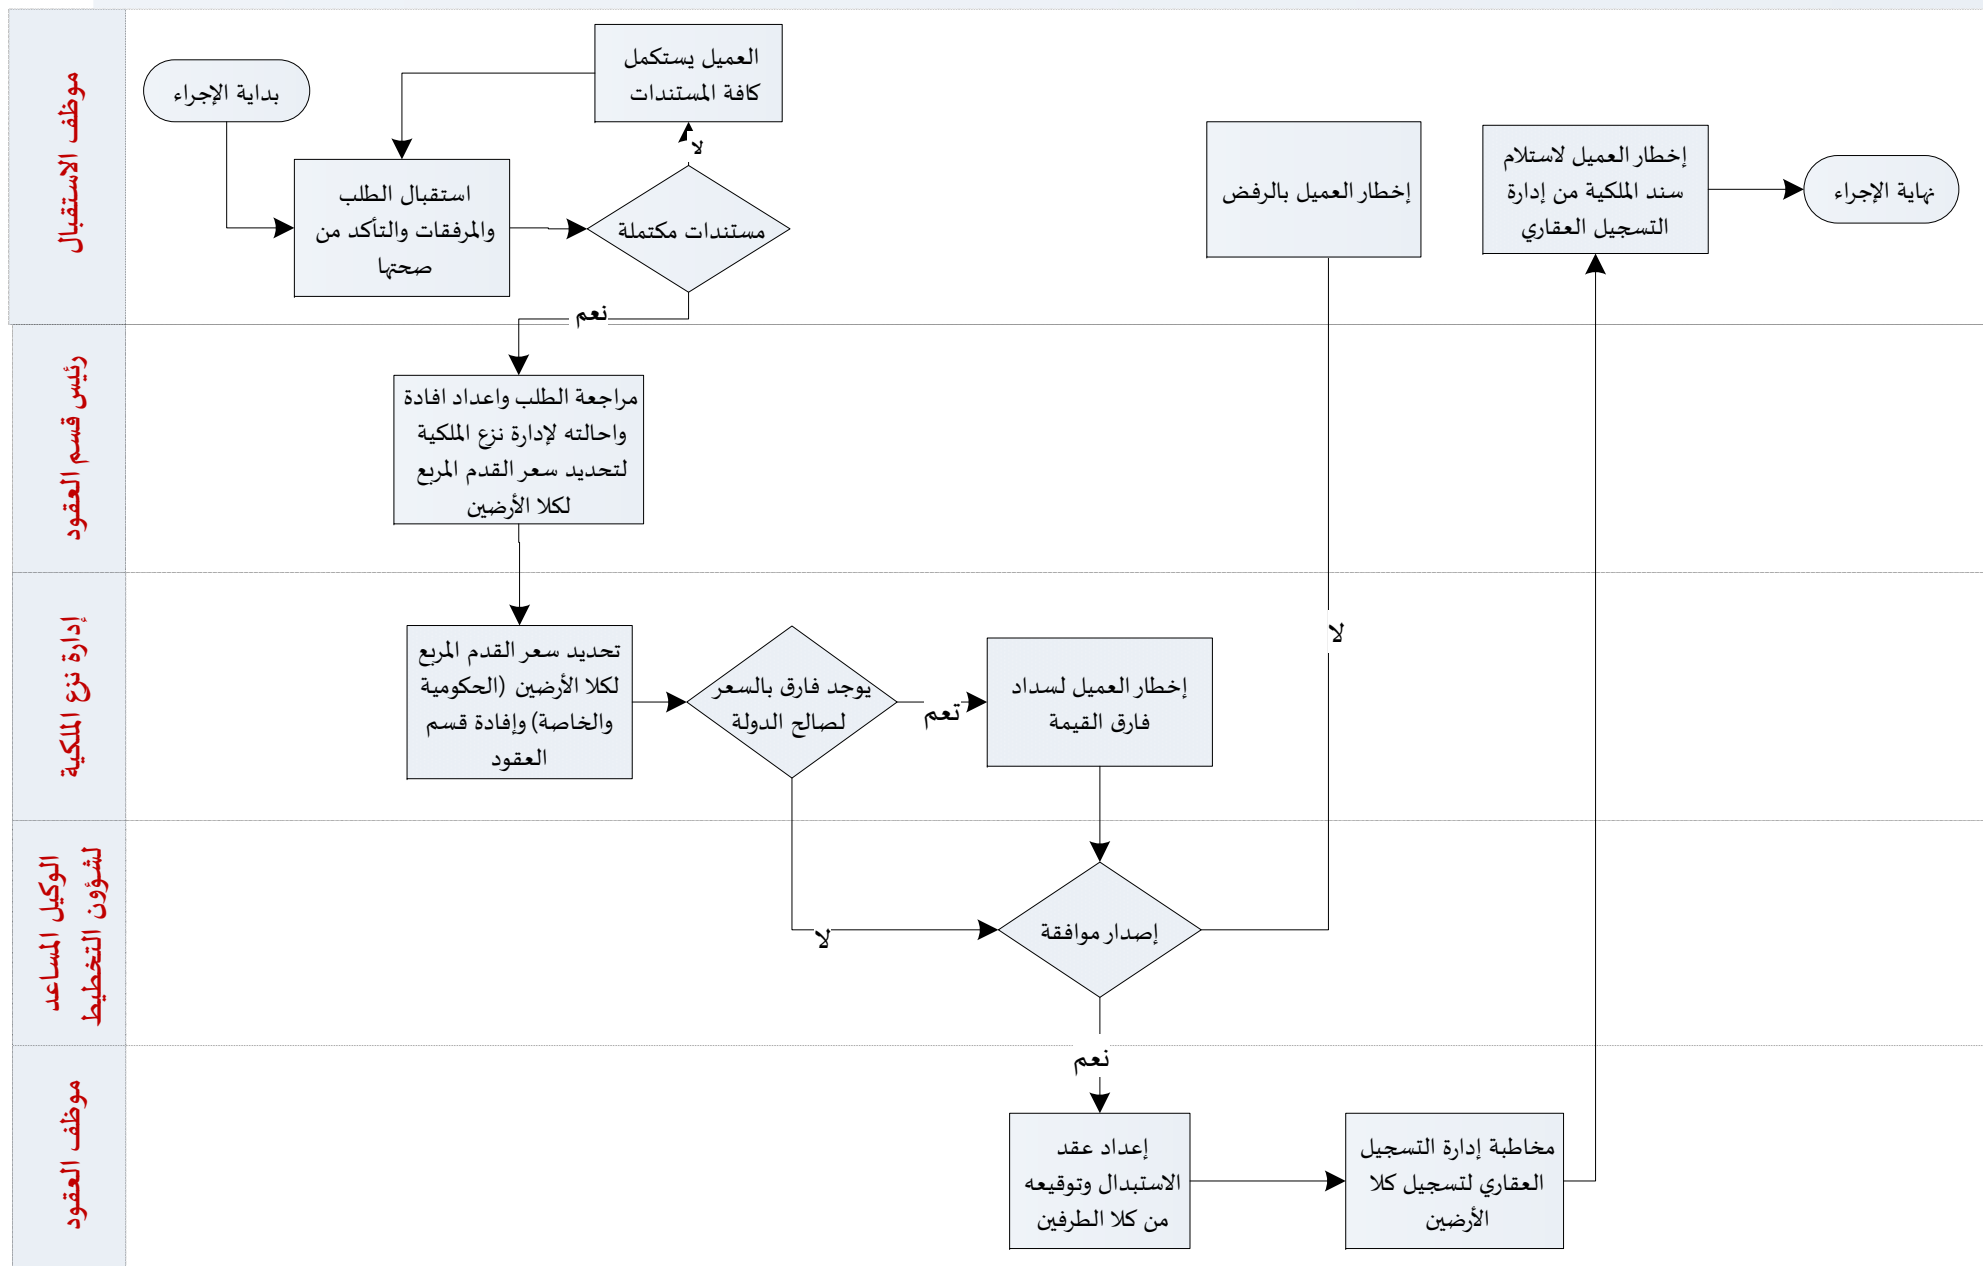 موظف الاستقبال
بداية الإجراء
استقبال الطلب
والمرفقات والتأكد من
صحتها
العميل يستكمل
كافة المستندات
لا
مستندات مكتملة
نعم
إخطار العميل بالرفض
إخطار العميل لاستلام
سند الملكية من إدارة
التسجيل العقاري
نهاية الإجراء
رئيس قسم العقود
مراجعة الطلب واعداد افادة
واحالته لإدارة نزع الملكية
لتحديد سعر القدم المربع
لكلا الأرضين
إدارة نزع الملكية
تحديد سعر القدم المربع
لكلا الأرضين (الحكومية
والخاصة) وإفادة قسم
العقود
يوجد فارق بالسعر
لصالح الدولة
نعم
إخطار العميل لسداد
فارق القيمة
لا
الوكيل المساعد
لشؤون التخطيط
لا
إصدار موافقة
نعم
موظف العقود
إعداد عقد
الاستبدال وتوقيعه
من كلا الطرفين
مخاطبة إدارة التسجيل
العقاري لتسجيل كلا
الأرضين